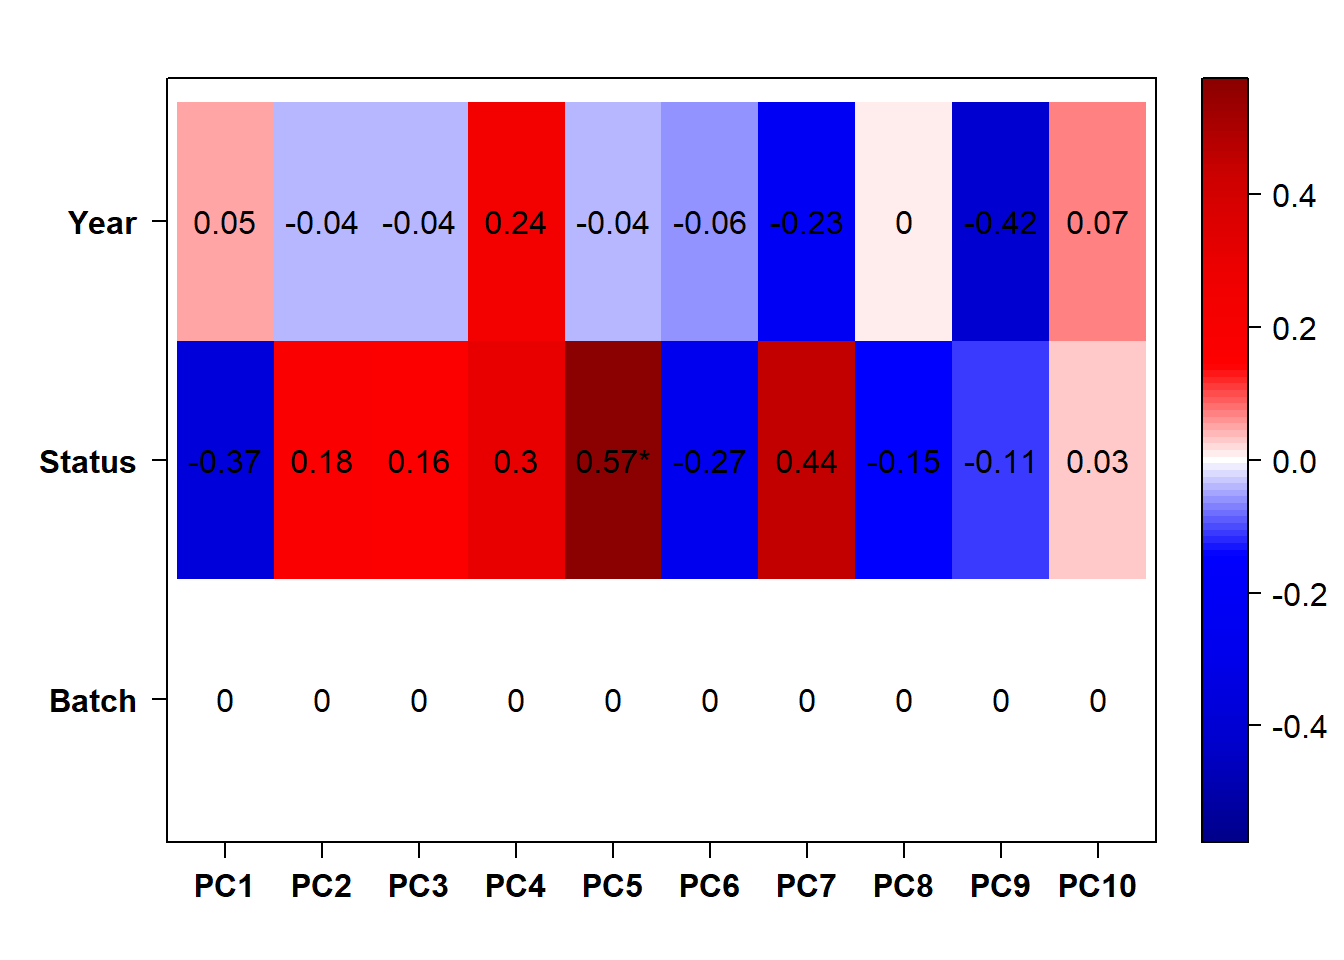 Year 0.05 -0.04 -0.04 0.24 -0.04 -0.06 -0.23 0 -0.42 0.07
Status -0.37 0.18 0.16 0.3 0.57* -0.27 0.44 -0.15 -0.11 0.03
Batch 0 0 0 0 0 0 0 0 0 0
PC1 PC2 PC3 PC4 PC5 PC6 PC7 PC8 PC9 PC10
0.4
0.2
0.0
-0.2
-0.4